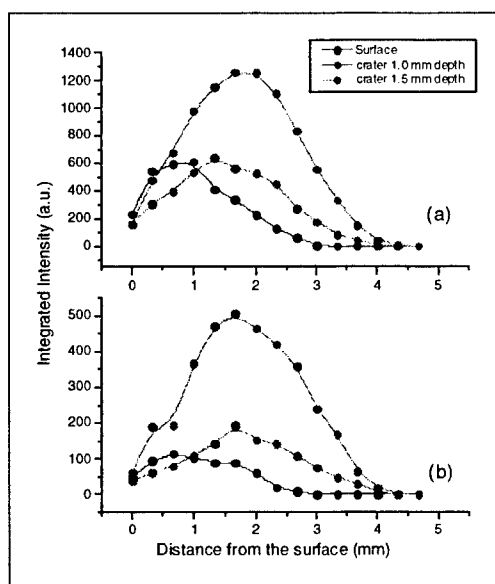 Surface
crater 1.0 mm depth
crater 1.5 mm depth
1400
1200
1000
800
600
400
200
0
0 1 2 3 4 5
(a)
Integrated Intensity (a.u.)
500
400
300
200
100
0
0 1 2 3 4 5
(b)
Distance from the surface (mm)